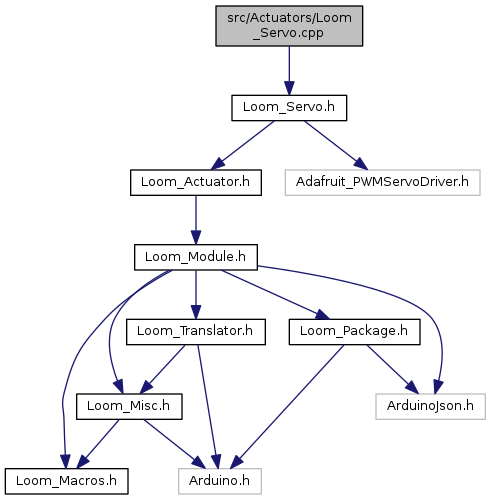 src/Actuators/Loom
_Servo.cpp
Loom_Servo.h
Loom_Actuator.h
Adafruit_PWMServoDriver.h
Loom_Module.h
Loom_Translator.h
Loom_Package.h
Loom_Misc.h
ArduinoJson.h
Loom_Macros.h
Arduino.h